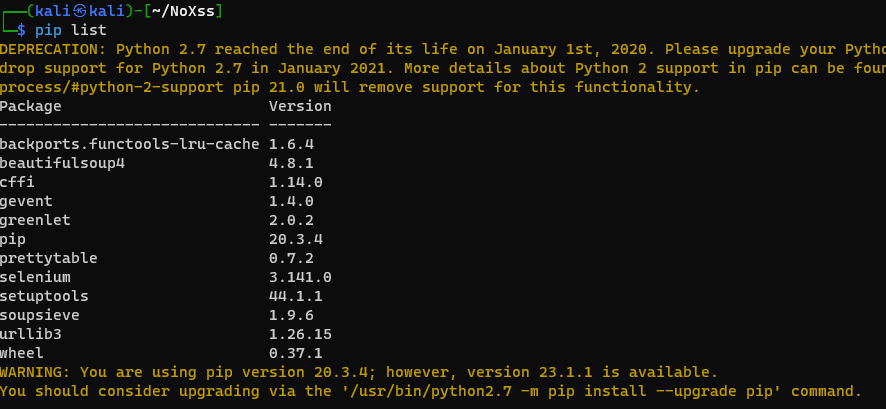 ┌──(kali㉿kali)-[~/NoXss]
└─$ pip list
DEPRECATION: Python 2.7 reached the end of its life on January 1st, 2020. Please upgrade your Pytho
drop support for Python 2.7 in January 2021. More details about Python 2 support in pip can be foun
process/#python-2-support pip 21.0 will remove support for this functionality.
Package                      Version
---------------------------- -------
backports.functools-lru-cache 1.6.4
beautifulsoup4               4.8.1
cffi                         1.14.0
gevent                       1.4.0
greenlet                     2.0.2
pip                          20.3.4
prettytable                  0.7.2
selenium                     3.141.0
setuptools                   44.1.1
soupsieve                    1.9.6
urllib3                      1.26.15
wheel                        0.37.1
WARNING: You are using pip version 20.3.4; however, version 23.1.1 is available.
You should consider upgrading via the '/usr/bin/python2.7 -m pip install --upgrade pip' command.